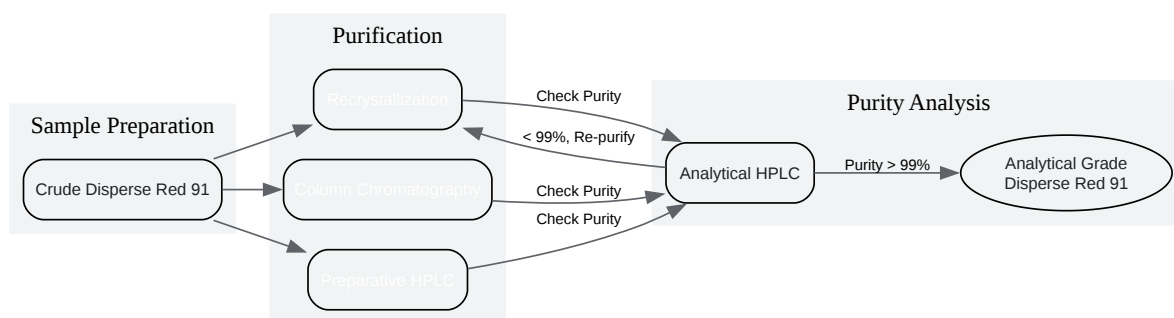 Sample Preparation
Crude Disperse Red 91
Purification
Recrystallization
Column Chromatography
Preparative HPLC
Check Purity
< 99%, Re-purify
Check Purity
Check Purity
Purity Analysis
Analytical HPLC
Purity > 99%
Analytical Grade
Disperse Red 91